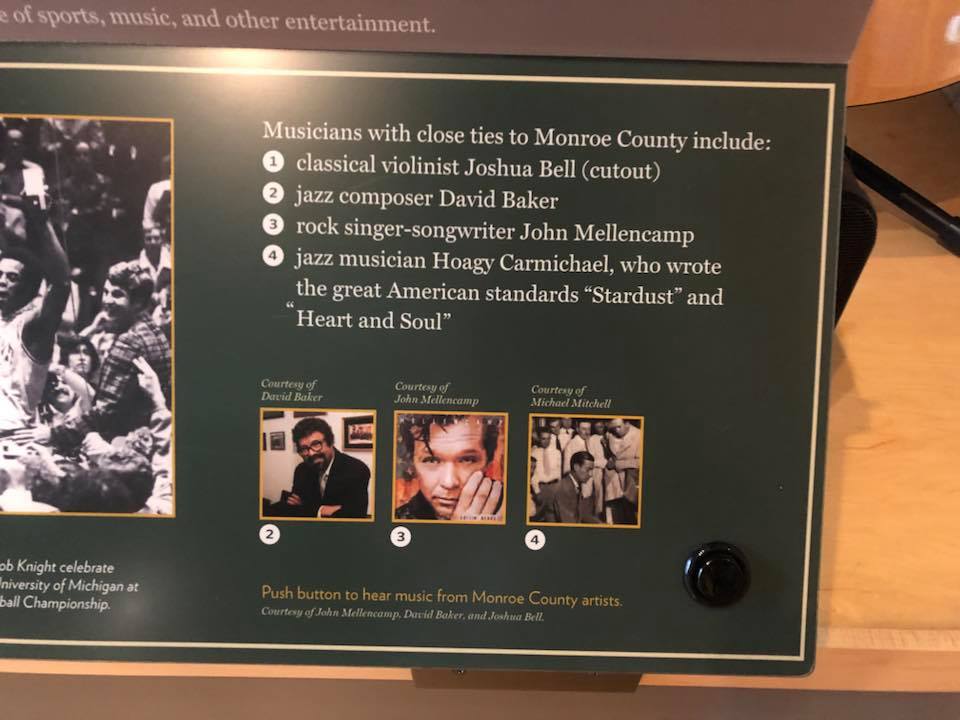 e of sports, music, and other entertainment.
Musicians with close ties to Monroe County include:
1 classical violinist Joshua Bell (cutout)
2 jazz composer David Baker
3 rock singer-songwriter John Mellencamp
4 jazz musician Hoagy Carmichael, who wrote
the great American standards “Stardust” and
“Heart and Soul”
Courtesy of
David Baker
Courtesy of
John Mellencamp
Courtesy of
Michael Mitchell
MELLENCAMP
2
3
4
ob Knight celebrate
niversity of Michigan at
ball Championship.
Push button to hear music from Monroe County artists.
Courtesy of John Mellencamp, David Baker, and Joshua Bell.